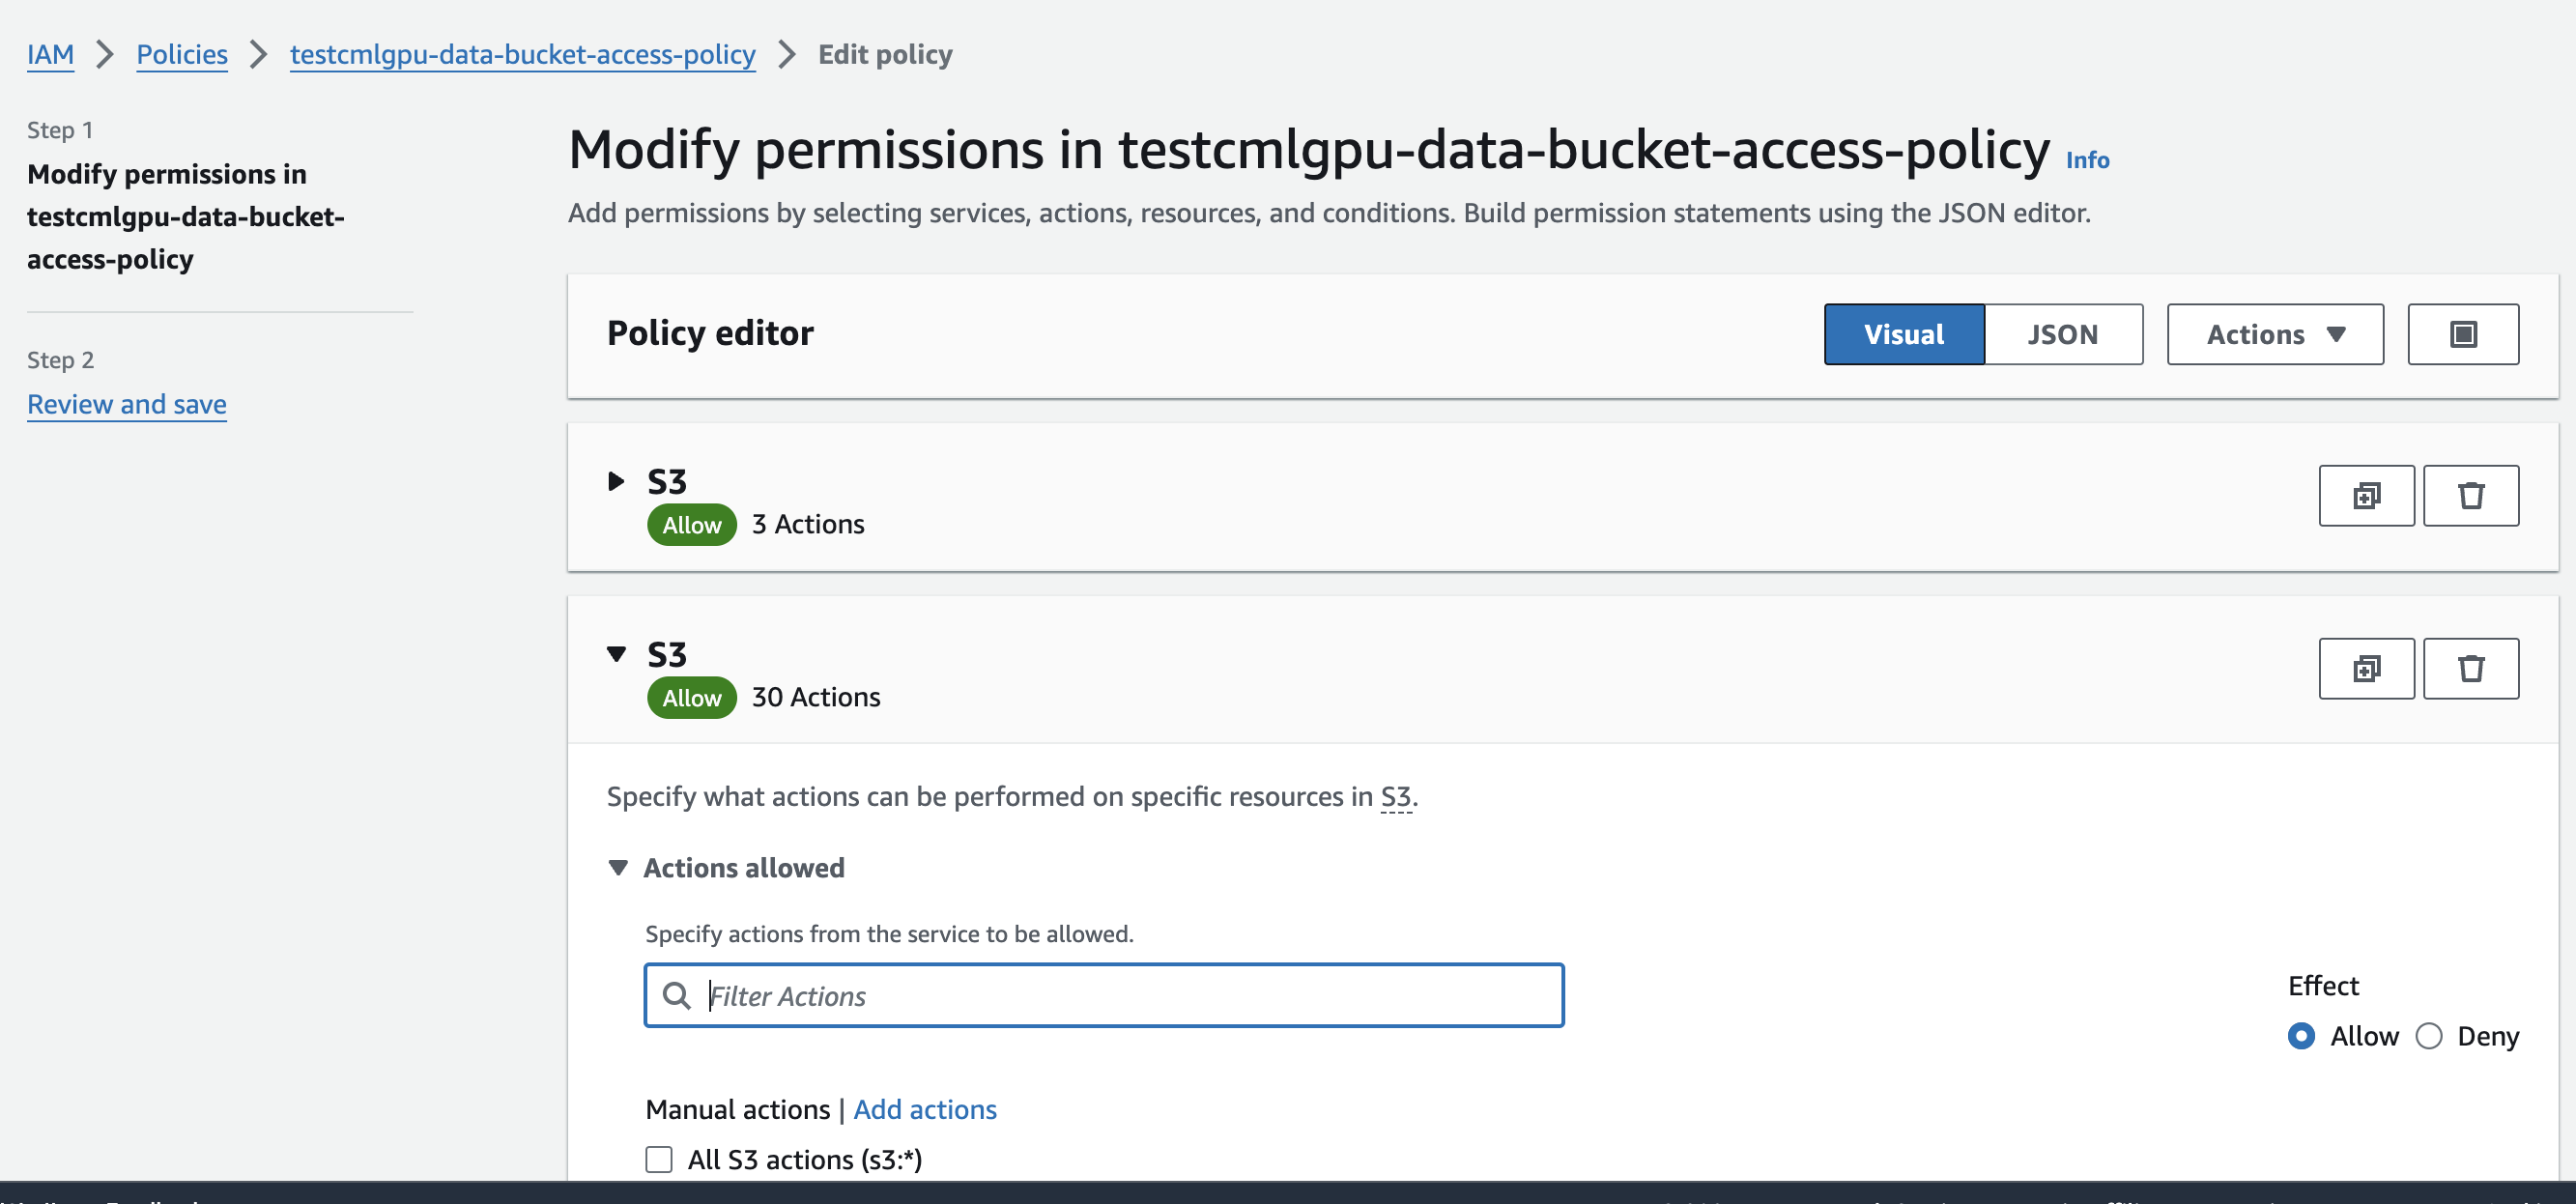 IAM
Policies
testcmlgpu-data-bucket-access-policy
Edit policy
Step 1
Modify permissions in
testcmlgpu-data-bucket-
access-policy
Step 2
Review and save
Modify permissions in testcmlgpu-data-bucket-access-policy Info
Add permissions by selecting services, actions, resources, and conditions. Build permission statements using the JSON editor.
Policy editor
Visual
JSON
Actions
S3
Allow 3 Actions
S3
Allow 30 Actions
Specify what actions can be performed on specific resources in S3.
Actions allowed
Specify actions from the service to be allowed.
Filter Actions
Effect
Allow Deny
Manual actions | Add actions
All S3 actions (s3:*)